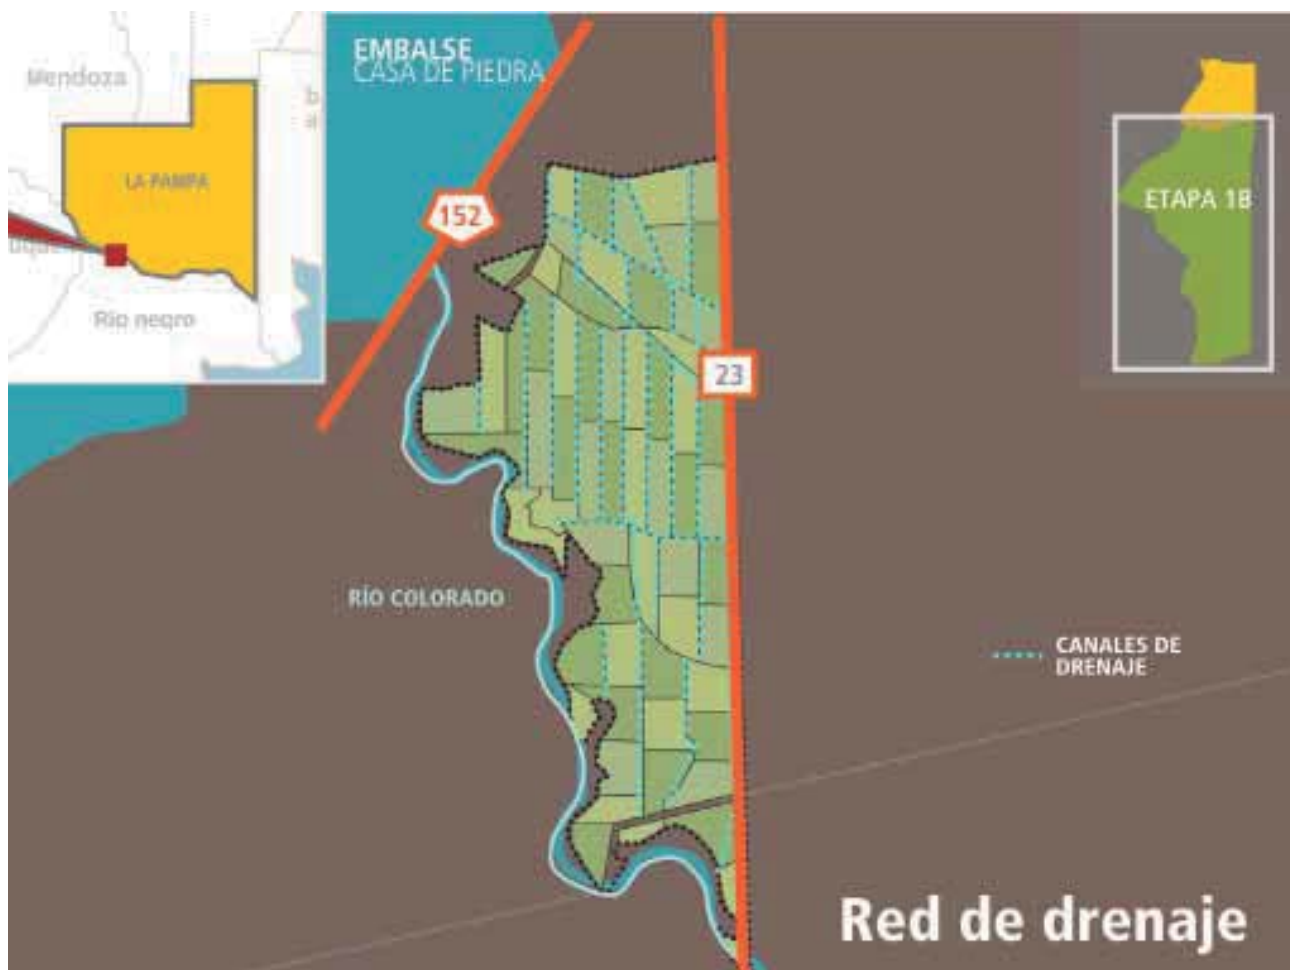 Mendoza
EMBALSE
CASA DE PIEDRA
LA PAMPA
152
ETAPA 1B
Río negro
23
RÍO COLORADO
CANALES DE
DRENAJE
Red de drenaje